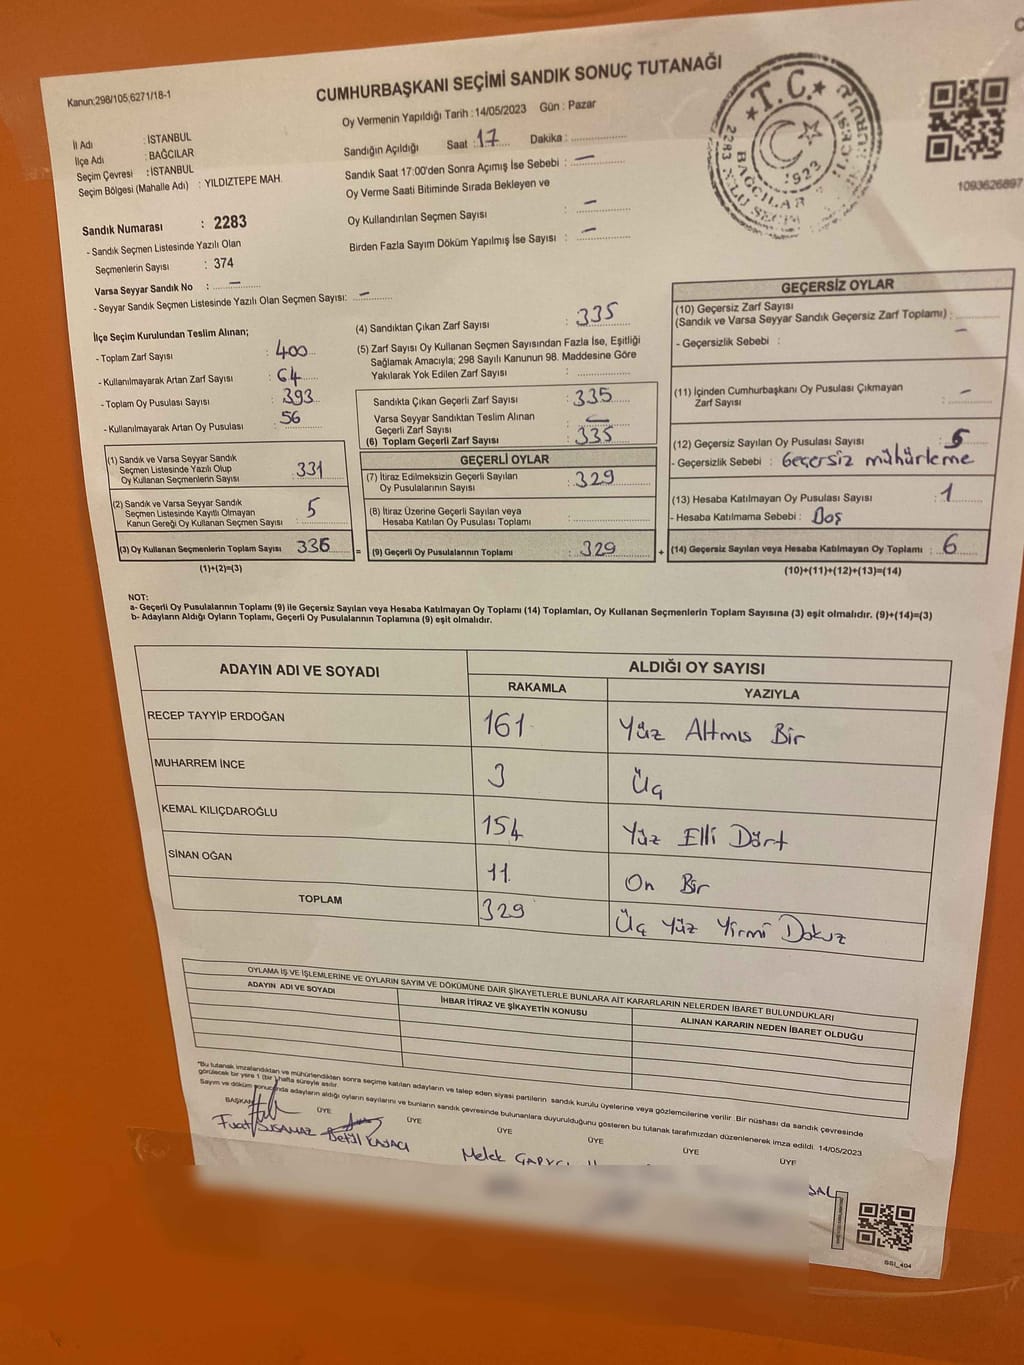 Kanun:298/105;6271/18-1
CUMHURBAŞKANI SEÇİMİ SANDIK SONUÇ TUTANAĞI
Oy Vermenin Yapıldığı Tarih : 14/05/2023 Gün : Pazar
İl Adı : İSTANBUL
İlçe Adı : BAĞCILAR
Seçim Çevresi : İSTANBUL
Seçim Bölgesi (Mahalle Adı) : YILDIZTEPE MAH.
Sandık Numarası : 2283
- Sandık Seçmen Listesinde Yazılı Olan
Seçmenlerin Sayısı : 374
Varsa Seyyar Sandık No : —
- Seyyar Sandık Seçmen Listesinde Yazılı Olan Seçmen Sayısı: —
Sandığın Açıldığı Saat : 17 Dakika :
Sandık Saat 17:00'den Sonra Açımış İse Sebebi : —
Oy Verme Saati Bitiminde Sırada Bekleyen ve
Oy Kullandırılan Seçmen Sayısı : —
Birden Fazla Sayım Döküm Yapılmış İse Sayısı : —
T.C.
1923
2283 NOLU SEÇİM
BAĞCILAR İLÇESİ
1093626897
İlçe Seçim Kurulundan Teslim Alınan;
- Toplam Zarf Sayısı : 400
- Kullanılmayarak Artan Zarf Sayısı : 64
- Toplam Oy Pusulası Sayısı : 393
- Kullanılmayarak Artan Oy Pusulası : 56
(1) Sandık ve Varsa Seyyar Sandık
Seçmen Listesinde Yazılı Olup
Oy Kullanan Seçmenlerin Sayısı : 331
(2) Sandık ve Varsa Seyyar Sandık
Seçmen Listesinde Kayıtlı Olmayan
Kanun Gereği Oy Kullanan Seçmen Sayısı : 5
(3) Oy Kullanan Seçmenlerin Toplam Sayısı 336
(1)+(2)=(3)
(4) Sandıktan Çıkan Zarf Sayısı : 335
(5) Zarf Sayısı Oy Kullanan Seçmen Sayısından Fazla İse, Eşitliği
Sağlamak Amacıyla; 298 Sayılı Kanunun 98. Maddesine Göre
Yakılarak Yok Edilen Zarf Sayısı :
Sandıkta Çıkan Geçerli Zarf Sayısı : 335
Varsa Seyyar Sandıktan Teslim Alınan
Geçerli Zarf Sayısı : —
(6) Toplam Geçerli Zarf Sayısı : 335
GEÇERLİ OYLAR
(7) İtiraz Edilmeksizin Geçerli Sayılan
Oy Pusulalarının Sayısı : 329
(8) İtiraz Üzerine Geçerli Sayılan veya
Hesaba Katılan Oy Pusulaları Toplamı :
= (9) Geçerli Oy Pusulalarının Toplamı : 329
GEÇERSİZ OYLAR
(10) Geçersiz Zarf Sayısı
(Sandık ve Varsa Seyyar Sandık Geçersiz Zarf Toplamı) : —
- Geçersizlik Sebebi :
(11) İçinden Cumhurbaşkanı Oy Pusulası Çıkmayan
Zarf Sayısı : —
(12) Geçersiz Sayılan Oy Pusulası Sayısı : 5
- Geçersizlik Sebebi : Geçersiz mühürleme
(13) Hesaba Katılmayan Oy Pusulası Sayısı : 1
- Hesaba Katılmama Sebebi : Boş
+ (14) Geçersiz Sayılan veya Hesaba Katılmayan Oy Toplamı : 6
(10)+(11)+(12)+(13)=(14)
NOT:
a- Geçerli Oy Pusulalarının Toplamı (9) ile Geçersiz Sayılan veya Hesaba Katılmayan Oy Toplamı (14) Toplamları, Oy Kullanan Seçmenlerin Toplam Sayısına (3) eşit olmalıdır. (9)+(14)=(3)
b- Adayların Aldığı Oyların Toplamı, Geçerli Oy Pusulalarının Toplamına (9) eşit olmalıdır.
ADAYIN ADI VE SOYADI ALDIĞI OY SAYISI
RAKAMLA YAZIYLA
RECEP TAYYİP ERDOĞAN 161 Yüz Altmıs Bir
MUHARREM İNCE 3 Üç
KEMAL KILIÇDAROĞLU 154 Yüz Elli Dört
SİNAN OĞAN 11 On Bir
TOPLAM 329 Üç Yüz Yirmi Dokuz
OYLAMA İŞ VE İŞLEMLERİNE VE OYLARIN SAYIM VE DÖKÜMÜNE DAİR ŞİKAYETLERLE BUNLARA AİT KARARLARIN NELERDEN İBARET BULUNDUKLARI
ADAYIN ADI VE SOYADI İHBAR İTİRAZ VE ŞİKAYETİN KONUSU ALINAN KARARIN NEDEN İBARET OLDUĞU
"Bu tutanak imzalandıktan ve mühürlendikten sonra seçime katılan adayların ve talep eden siyasi partilerin sandık kurulu üyelerine veya gözlemcilerine verilir. Bir nüshası da sandık çevresinde
görülecek bir yere 1 (bir) hafta süreyle asılır.
Sayım ve döküm sonucunda adayların aldığı oyların sayılarını ve bunların sandık çevresinde bulunanlara duyurulduğunu gösteren bu tutanak tarafımızdan düzenlenerek imza edildi. 14/05/2023
BAŞKAN ÜYE ÜYE ÜYE ÜYE ÜYE ÜYE
Fuat SUSAMAZ Betül KAJACI Melek
SSI_404